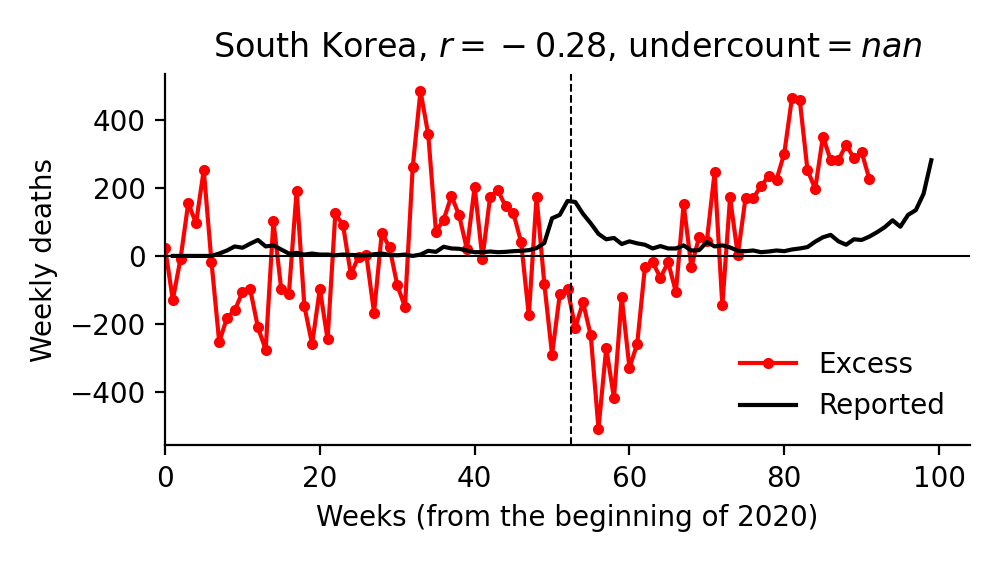 South Korea, r = −0.28, undercount = nan
Weekly deaths
400
200
0
−200
−400
Excess
Reported
0 20 40 60 80 100
Weeks (from the beginning of 2020)